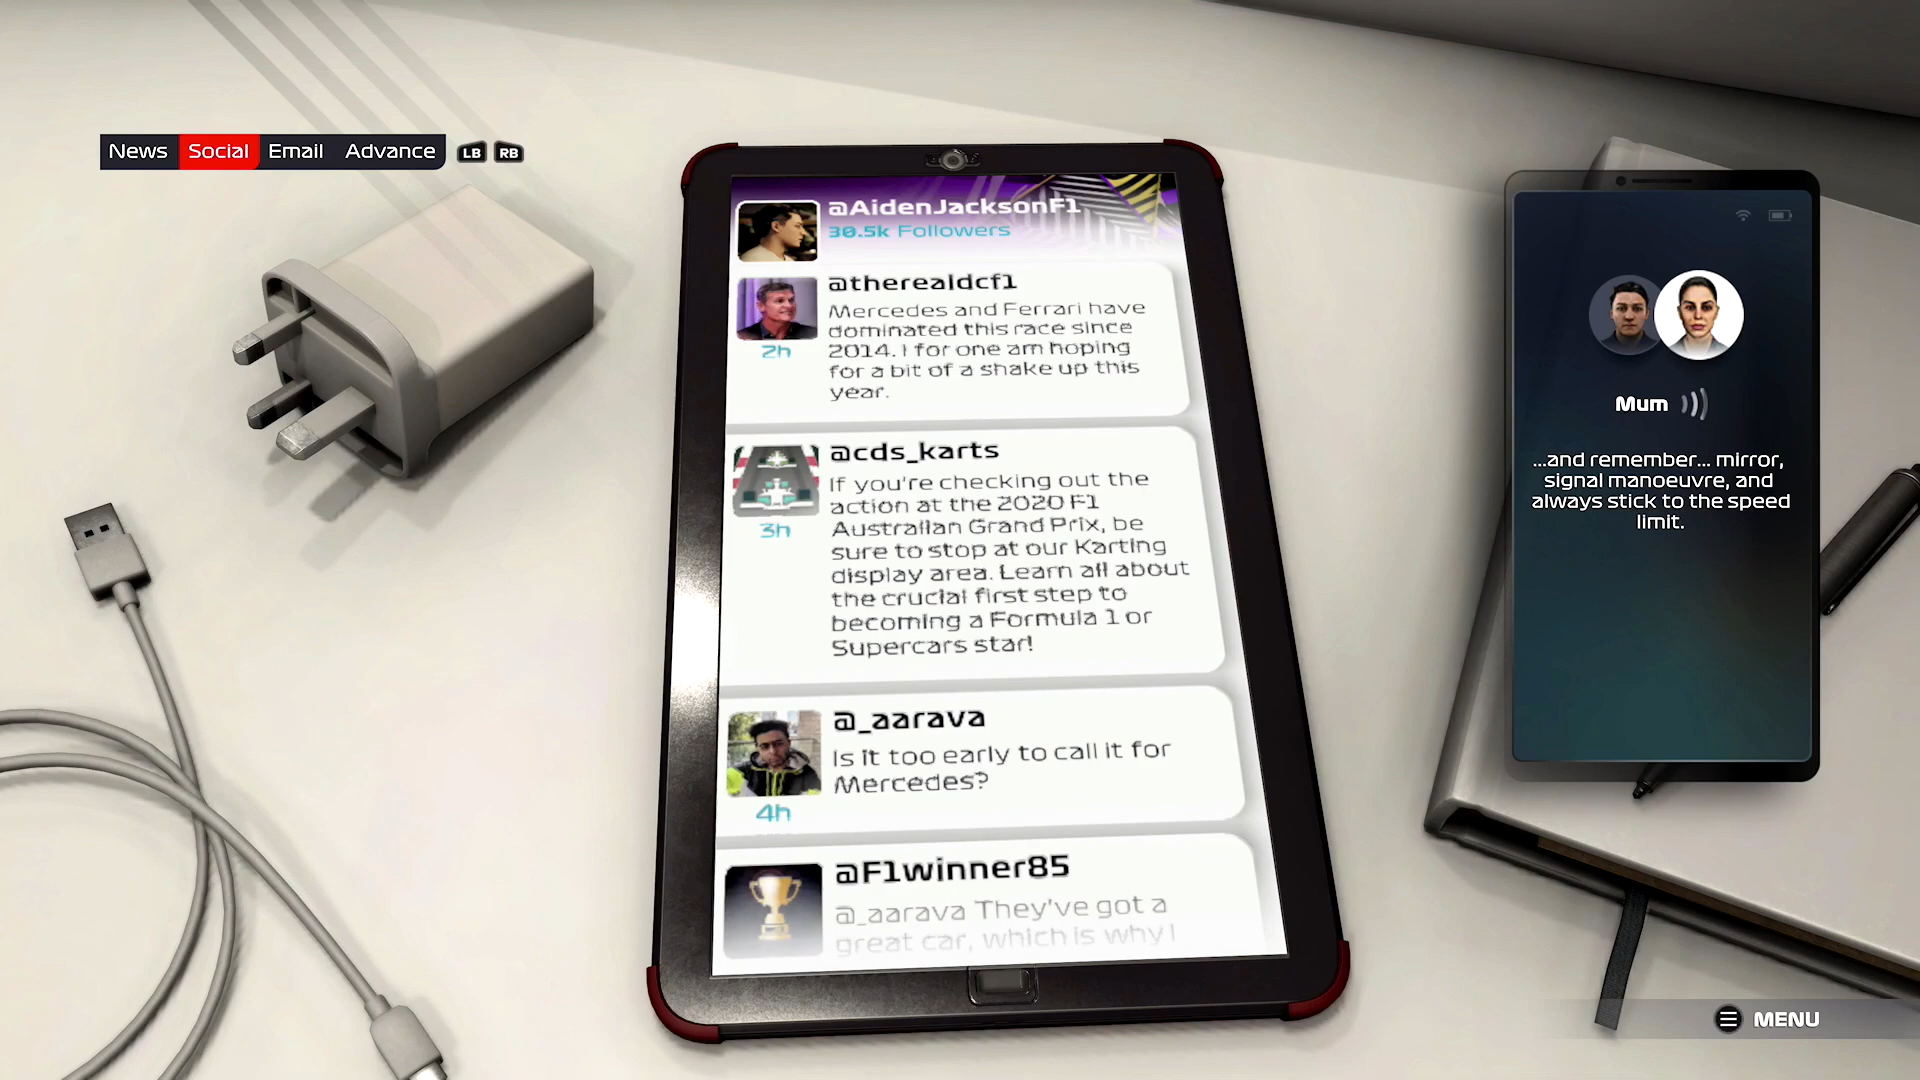 News Social Email Advance LB RB
@AidenJacksonF1
30.5k Followers
@therealdcf1
2h
Mercedes and Ferrari have
dominated this race since
2014. I for one am hoping
for a bit of a shake up this
year.
@cds_karts
3h
If you're checking out the
action at the 2020 F1
Australian Grand Prix, be
sure to stop at our Karting
display area. Learn all about
the crucial first step to
becoming a Formula 1 or
Supercars star!
@_aarava
4h
Is it too early to call it for
Mercedes?
@F1winner85
@_aarava They've got a
great car, which is why I
Mum
...and remember... mirror,
signal manoeuvre, and
always stick to the speed
limit.
MENU